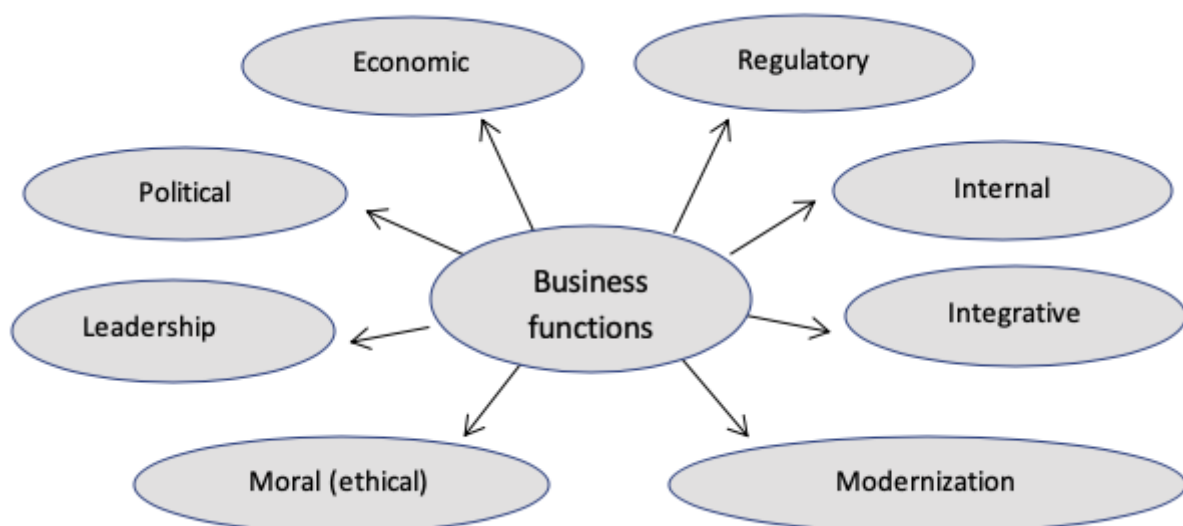 Economic
Regulatory
Political
Internal
Business
functions
Leadership
Integrative
Moral (ethical)
Modernization